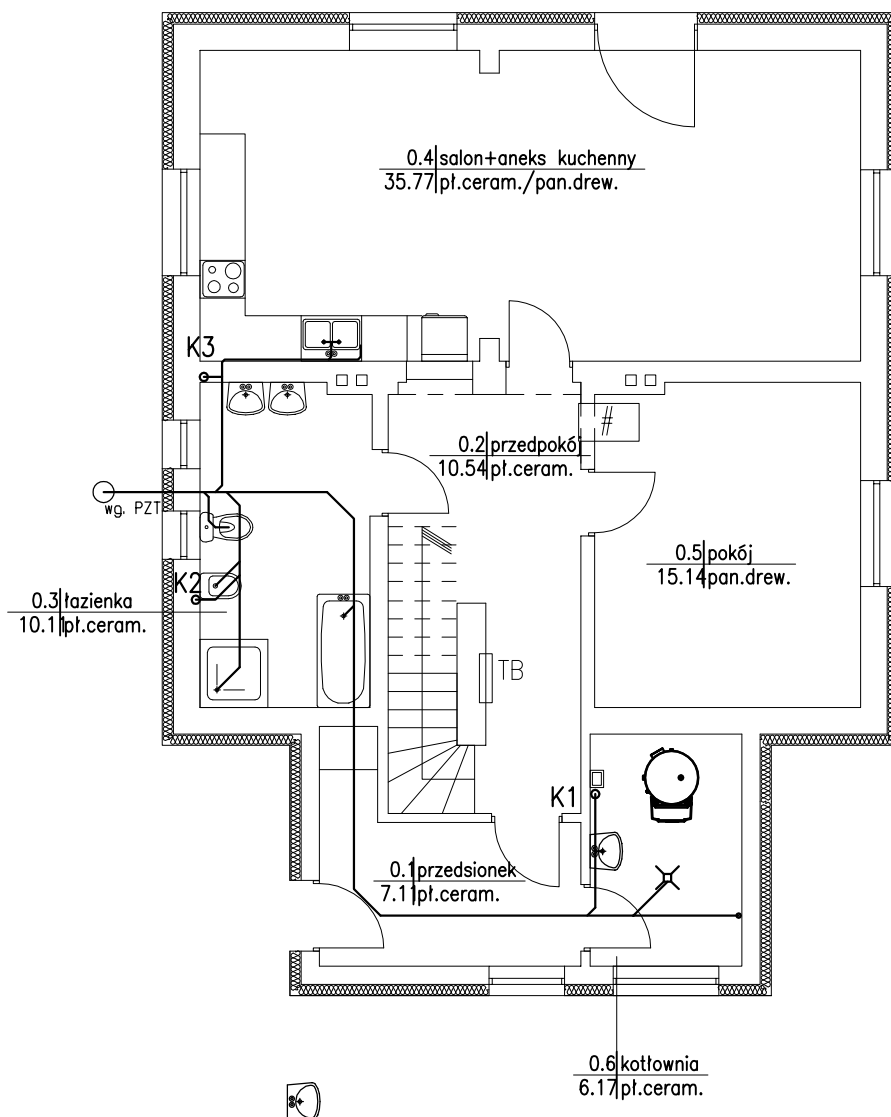 0.4 salon+aneks kuchenny
35.77 pł.ceram./pan.drew.
K3
0.2 przedpokój
10.54 pł.ceram.
wg. PZT
0.5 pokój
15.14 pan.drew.
K2
0.3 łazienka
10.11 pł.ceram.
TB
K1
0.1 przedsionek
7.11 pł.ceram.
0.6 kotłownia
6.17 pł.ceram.